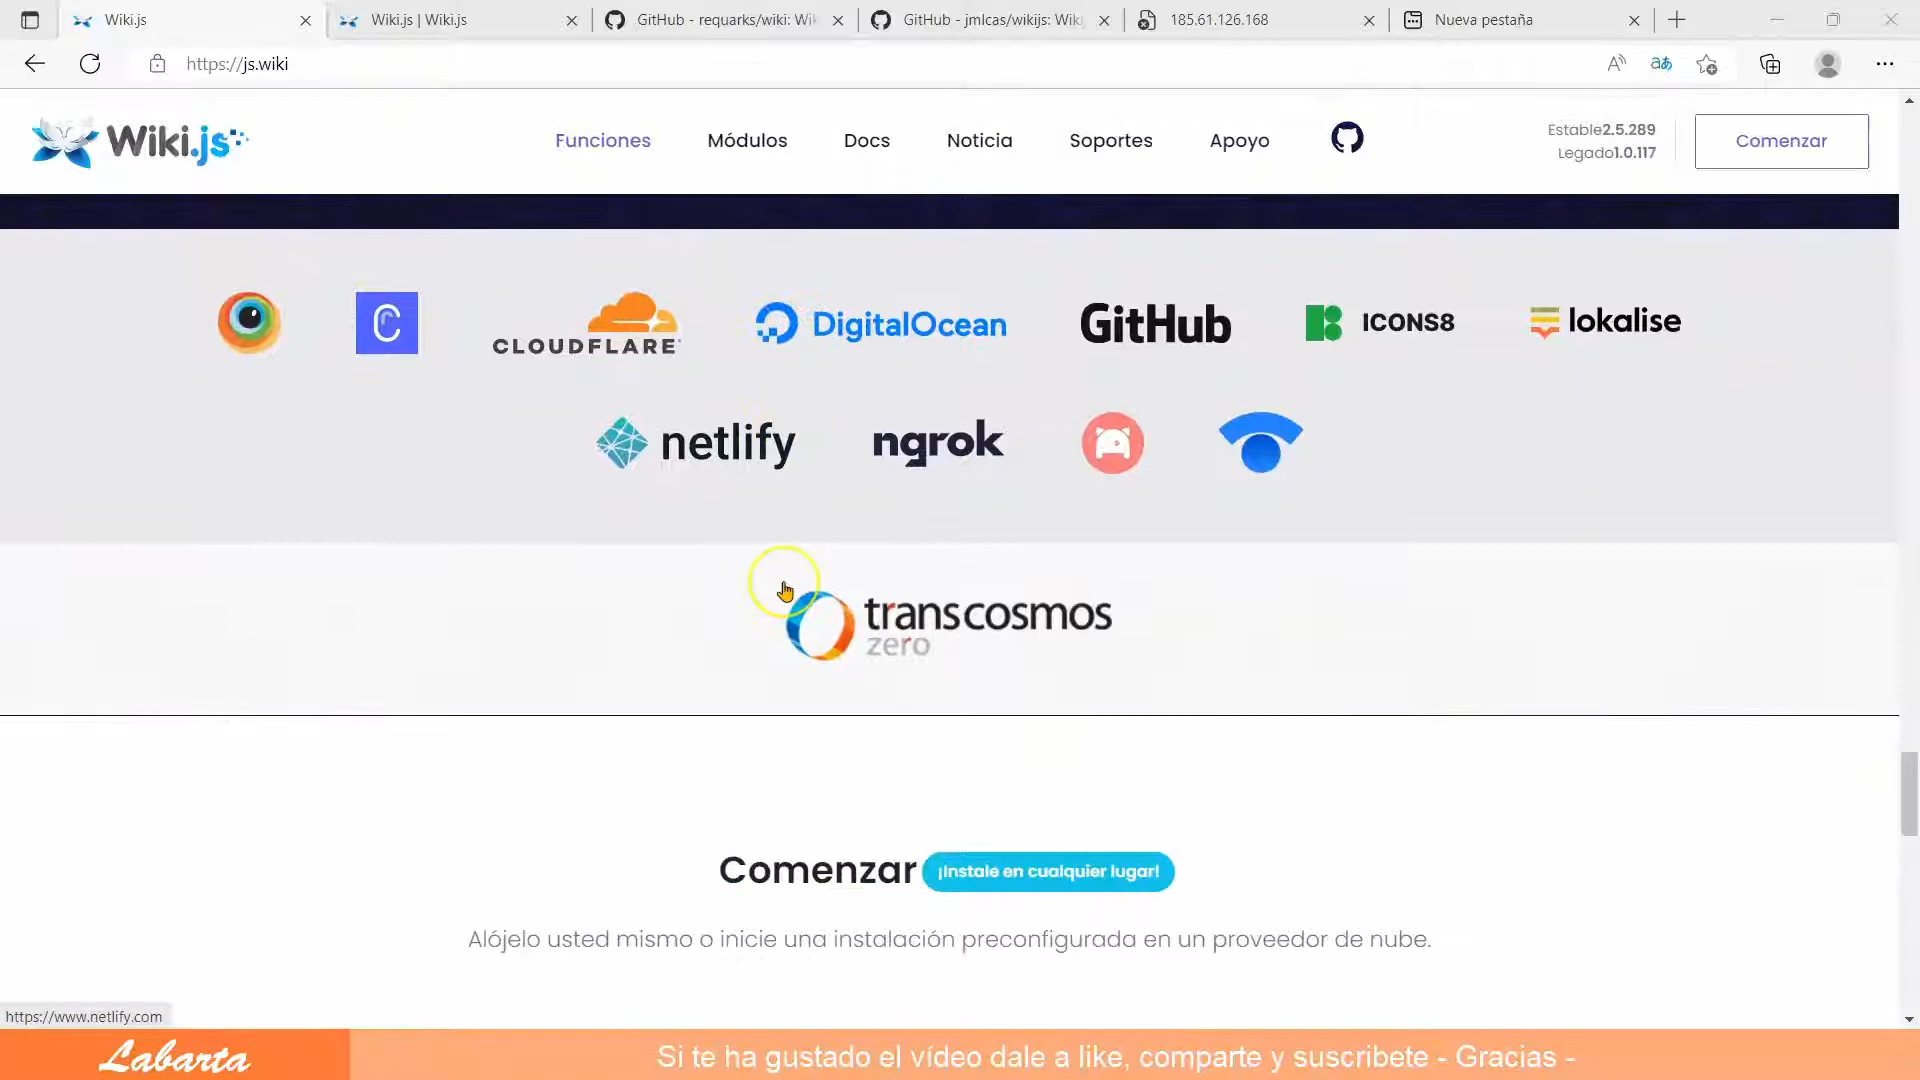 Wiki.js
Wiki.js | Wiki.js
GitHub - requarks/wiki: Wik
GitHub - jmlcas/wikijs: Wiki
185.61.126.168
Nueva pestaña
https://js.wiki
Wiki.js
Funciones
Módulos
Docs
Noticia
Soportes
Apoyo
Estable2.5.289
Legado1.0.117
Comenzar
CLOUDFLARE
DigitalOcean
GitHub
ICONS8
lokalise
netlify
ngrok
transcosmos
zero
Comenzar ¡Instale en cualquier lugar!
Alójelo usted mismo o inicie una instalación preconfigurada en un proveedor de nube.
https://www.netlify.com
Labarta
Si te ha gustado el vídeo dale a like, comparte y suscribete - Gracias -